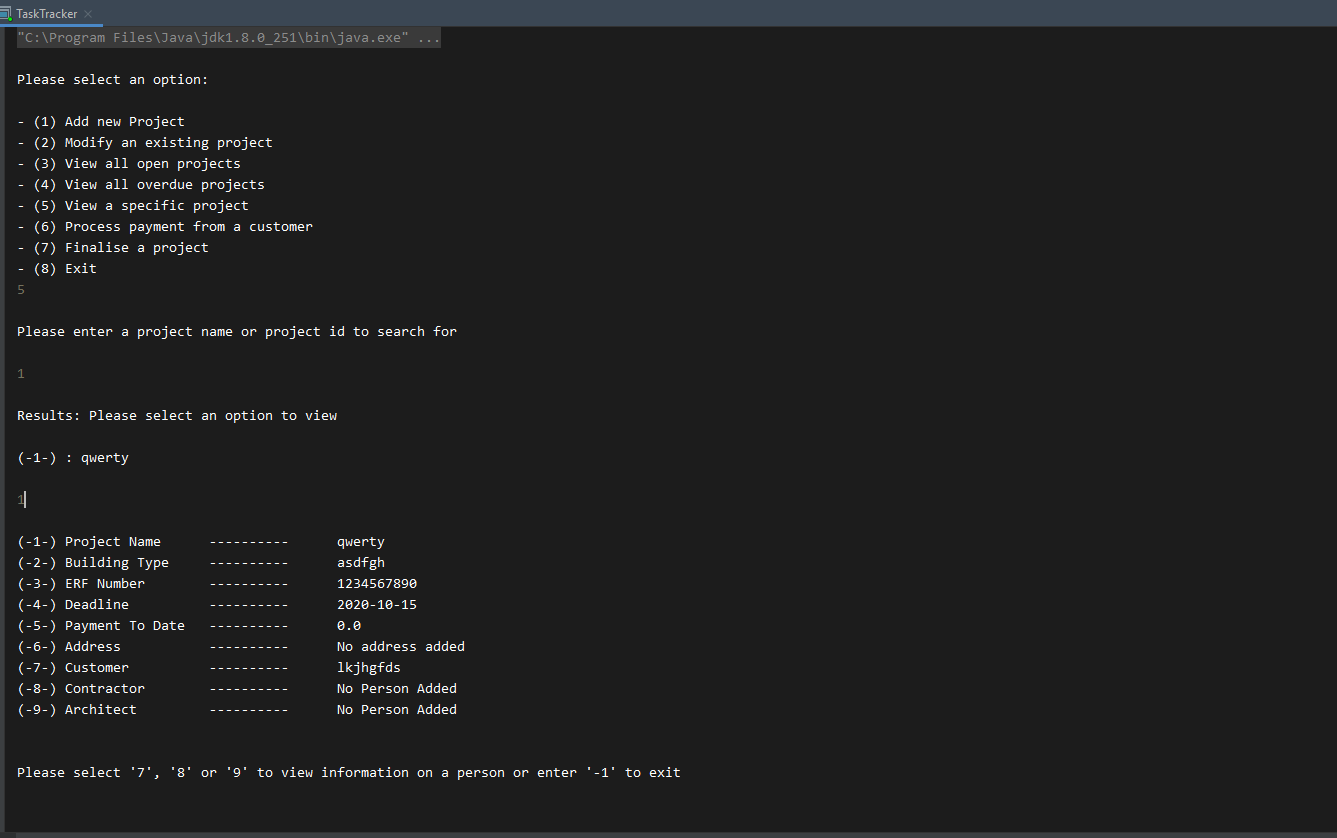 TaskTracker
"C:\Program Files\Java\jdk1.8.0_251\bin\java.exe" ...
Please select an option:
- (1) Add new Project
- (2) Modify an existing project
- (3) View all open projects
- (4) View all overdue projects
- (5) View a specific project
- (6) Process payment from a customer
- (7) Finalise a project
- (8) Exit
5
Please enter a project name or project id to search for
1
Results: Please select an option to view
(-1-) : qwerty
1
(-1-) Project Name ---------- qwerty
(-2-) Building Type ---------- asdfgh
(-3-) ERF Number ---------- 1234567890
(-4-) Deadline ---------- 2020-10-15
(-5-) Payment To Date ---------- 0.0
(-6-) Address ---------- No address added
(-7-) Customer ---------- lkjhgfds
(-8-) Contractor ---------- No Person Added
(-9-) Architect ---------- No Person Added
Please select '7', '8' or '9' to view information on a person or enter '-1' to exit